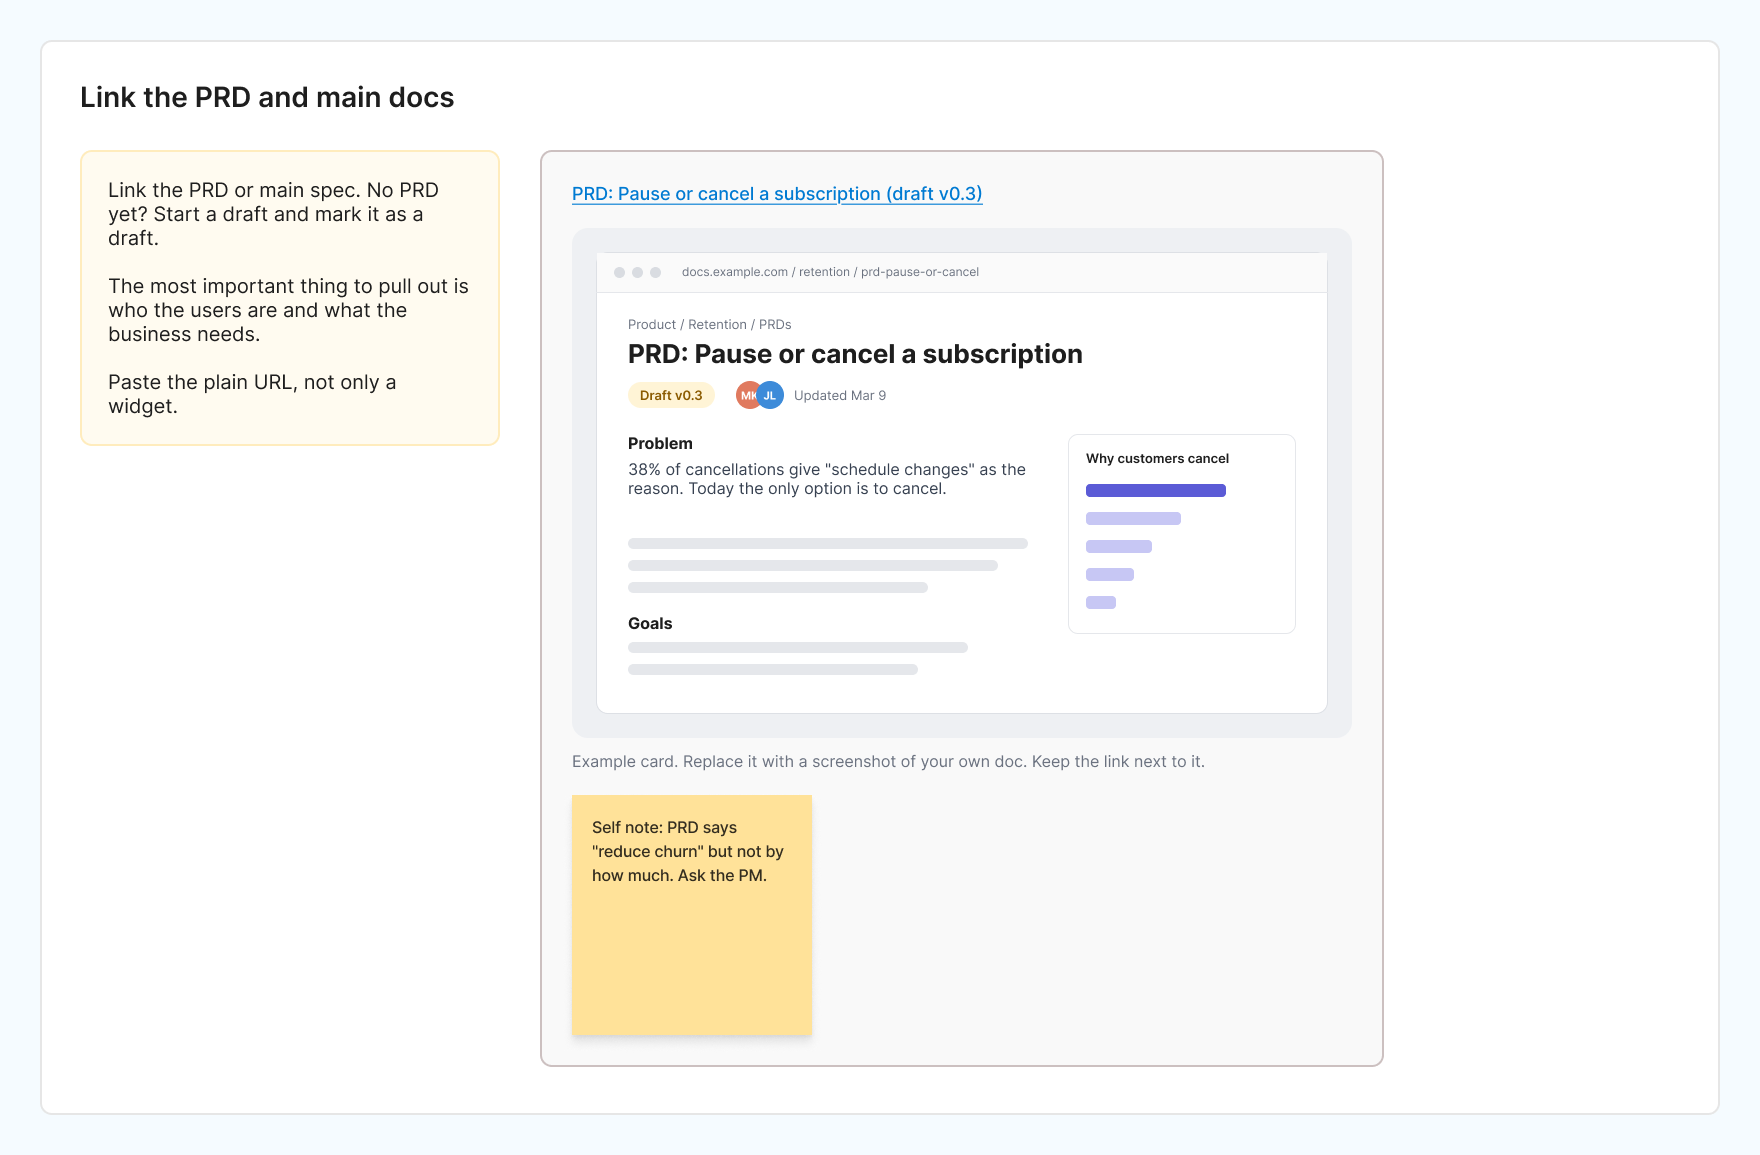 Link the PRD and main docs
Link the PRD or main spec. No PRD
yet? Start a draft and mark it as a
draft.
The most important thing to pull out is
who the users are and what the
business needs.
Paste the plain URL, not only a
widget.
PRD: Pause or cancel a subscription (draft v0.3)
docs.example.com / retention / prd-pause-or-cancel
Product / Retention / PRDs
PRD: Pause or cancel a subscription
Draft v0.3
MK
JL
Updated Mar 9
Problem
38% of cancellations give "schedule changes" as the
reason. Today the only option is to cancel.
Goals
Why customers cancel
Example card. Replace it with a screenshot of your own doc. Keep the link next to it.
Self note: PRD says
"reduce churn" but not by
how much. Ask the PM.